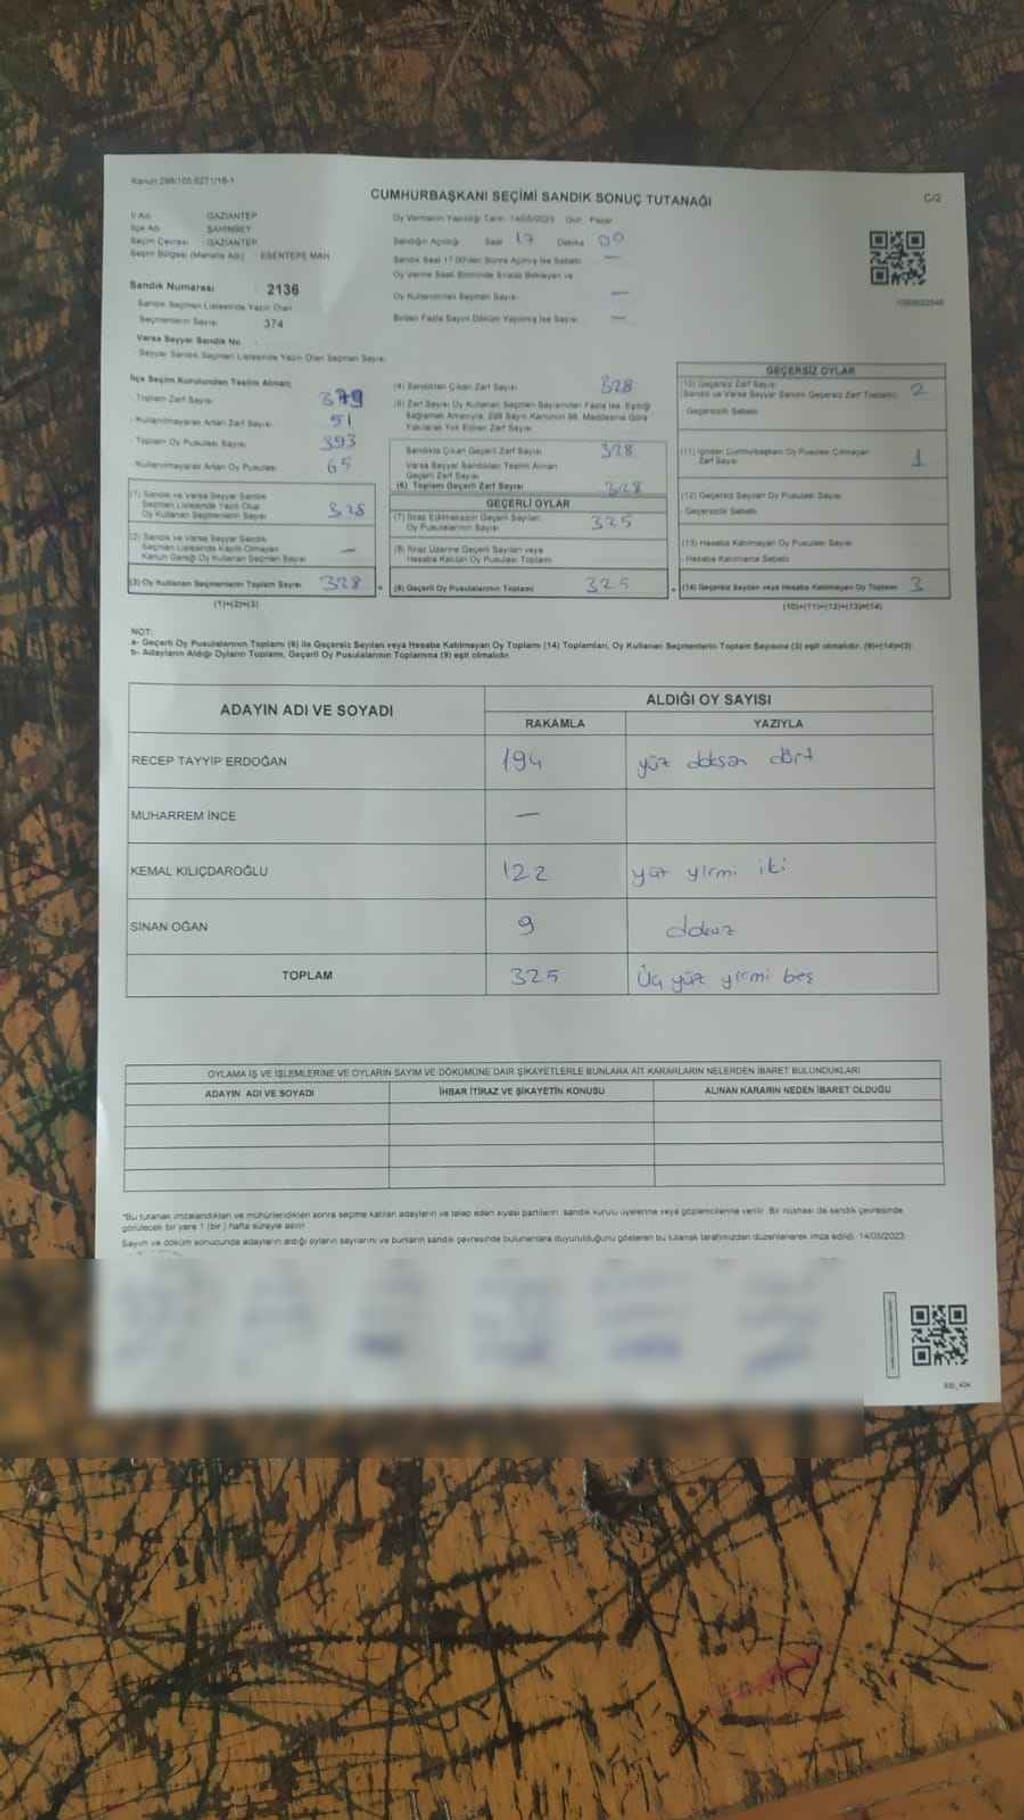 Kanun 298/105 6271/16-1
CUMHURBAŞKANI SEÇİMİ SANDIK SONUÇ TUTANAĞI
C/2
İl Adı : GAZİANTEP
İlçe Adı : ŞAHİNBEY
Seçim Çevresi : GAZİANTEP
Seçim Bölgesi (Mahalle Adı) : ESENTEPE MAH
Oy Vermenin Yapıldığı Tarih: 14/05/2023 Gün: Pazar
Sandığın Açıldığı Saat 17 Dakika 00
Sandık Saat 17.00'den Sonra Açılmış İse Sebebi —
Oy Verme Saati Bitiminde Sırada Bekleyen ve
Oy Kullandırılan Seçmen Sayısı —
Birden Fazla Sayım Döküm Yapılmış İse Sayısı —
Sandık Numarası 2136
Sandık Seçmen Listesinde Yazılı Olan
Seçmenlerin Sayısı 374
Varsa Seyyar Sandık No
Seyyar Sandık Seçmen Listesinde Yazılı Olan Seçmen Sayısı
İlçe Seçim Kurulundan Teslim Alınan;
Toplam Zarf Sayısı 379
Kullanılmayarak Artan Zarf Sayısı 51
Toplam Oy Pusulası Sayısı 393
Kullanılmayarak Artan Oy Pusulası 65
(1) Sandık ve Varsa Seyyar Sandık
Seçmen Listesinde Yazılı Olup
Oy Kullanan Seçmenlerin Sayısı 328
(2) Sandık ve Varsa Seyyar Sandık
Seçmen Listesinde Kayıtlı Olmayan
Kanun Gereği Oy Kullanan Seçmen Sayısı —
(3) Oy Kullanan Seçmenlerin Toplam Sayısı 328
(1)+(2)=(3)
(4) Sandıktan Çıkan Zarf Sayısı 328
(5) Zarf Sayısı Oy Kullanan Seçmen Sayısından Fazla ise, Eşitliği
Sağlamak Amacıyla, 298 Sayılı Kanunun 98. Maddesine Göre
Yakılarak Yok Edilen Zarf Sayısı
Sandıkta Çıkan Geçerli Zarf Sayısı 328
Varsa Seyyar Sandıktan Teslim Alınan
Geçerli Zarf Sayısı
(6) Toplam Geçerli Zarf Sayısı 328
GEÇERLİ OYLAR
(7) İtiraz Edilmeksizin Geçerli Sayılan
Oy Pusulalarının Sayısı 325
(8) İtiraz Üzerine Geçerli Sayılan veya
Hesaba Katılan Oy Pusulası Toplamı
(9) Geçerli Oy Pusulalarının Toplamı 325
GEÇERSİZ OYLAR
(10) Geçersiz Zarf Sayısı
Sandık ve Varsa Seyyar Sandık Geçersiz Zarf Toplamı 2
Geçersizlik Sebebi
(11) İçinden Cumhurbaşkanı Oy Pusulası Çıkmayan
Zarf Sayısı 1
(12) Geçersiz Sayılan Oy Pusulası Sayısı
Geçersizlik Sebebi
(13) Hesaba Katılmayan Oy Pusulası Sayısı
Hesaba Katılmama Sebebi
(14) Geçersiz Sayılan veya Hesaba Katılmayan Oy Toplamı 3
(10)+(11)+(12)+(13)=(14)
NOT:
a- Geçerli Oy Pusulalarının Toplamı (9) ile Geçersiz Sayılan veya Hesaba Katılmayan Oy Toplamı (14) Toplamları, Oy Kullanan Seçmenlerin Toplam Sayısına (3) eşit olmalıdır. (9)+(14)=(3)
b- Adayların Aldığı Oyların Toplamı, Geçerli Oy Pusulalarının Toplamına (9) eşit olmalıdır.
ADAYIN ADI VE SOYADI
ALDIĞI OY SAYISI
RAKAMLA YAZIYLA
RECEP TAYYİP ERDOĞAN 194 yüz doksan dört
MUHARREM İNCE —
KEMAL KILIÇDAROĞLU 122 yüz yirmi iki
SİNAN OĞAN 9 dokuz
TOPLAM 325 Üç yüz yirmi beş
OYLAMA İŞ VE İŞLEMLERİNE VE OYLARIN SAYIM VE DÖKÜMÜNE DAİR ŞİKAYETLERLE BUNLARA AİT KARARLARIN NELERDEN İBARET BULUNDUKLARI
ADAYIN ADI VE SOYADI İHBAR İTİRAZ VE ŞİKAYETİN KONUSU ALINAN KARARIN NEDEN İBARET OLDUĞU
*Bu tutanak imzalandıktan ve mühürlendikten sonra seçime katılan adayların ve talep eden siyasi partilerin sandık kurulu üyelerine veya gözlemcilerine verilir. Bir nüshası da sandık çevresinde
görülecek bir yere 1 (bir) hafta süreyle asılır.
Sayım ve döküm sonucunda adayların aldığı oyların sayılarını ve bunların sandık çevresinde bulunanlara duyurulduğunu gösteren bu tutanak tarafımızdan düzenlenerek imza edildi. 14/05/2023